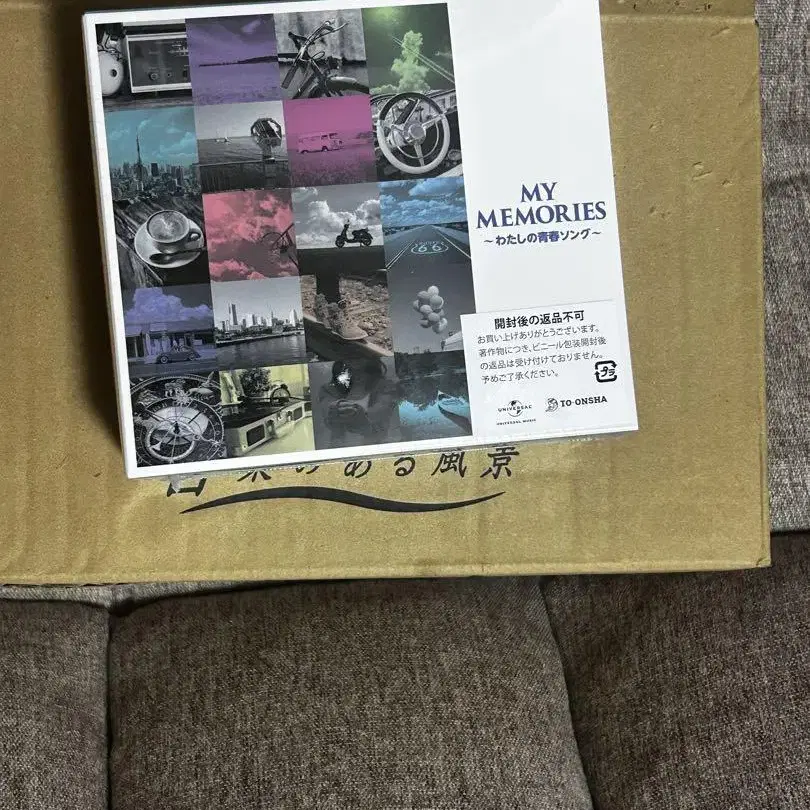 MY
MEMORIES
～わたしの青春ソング～
開封後の返品不可
お買い上げありがとうございます。
著作物につき、ビニール包装開封後
の返品は受け付けておりません。
予めご了承ください。
プラ
UNIVERSAL
UNIVERSAL MUSIC
TO·ONSHA
66
のある風景